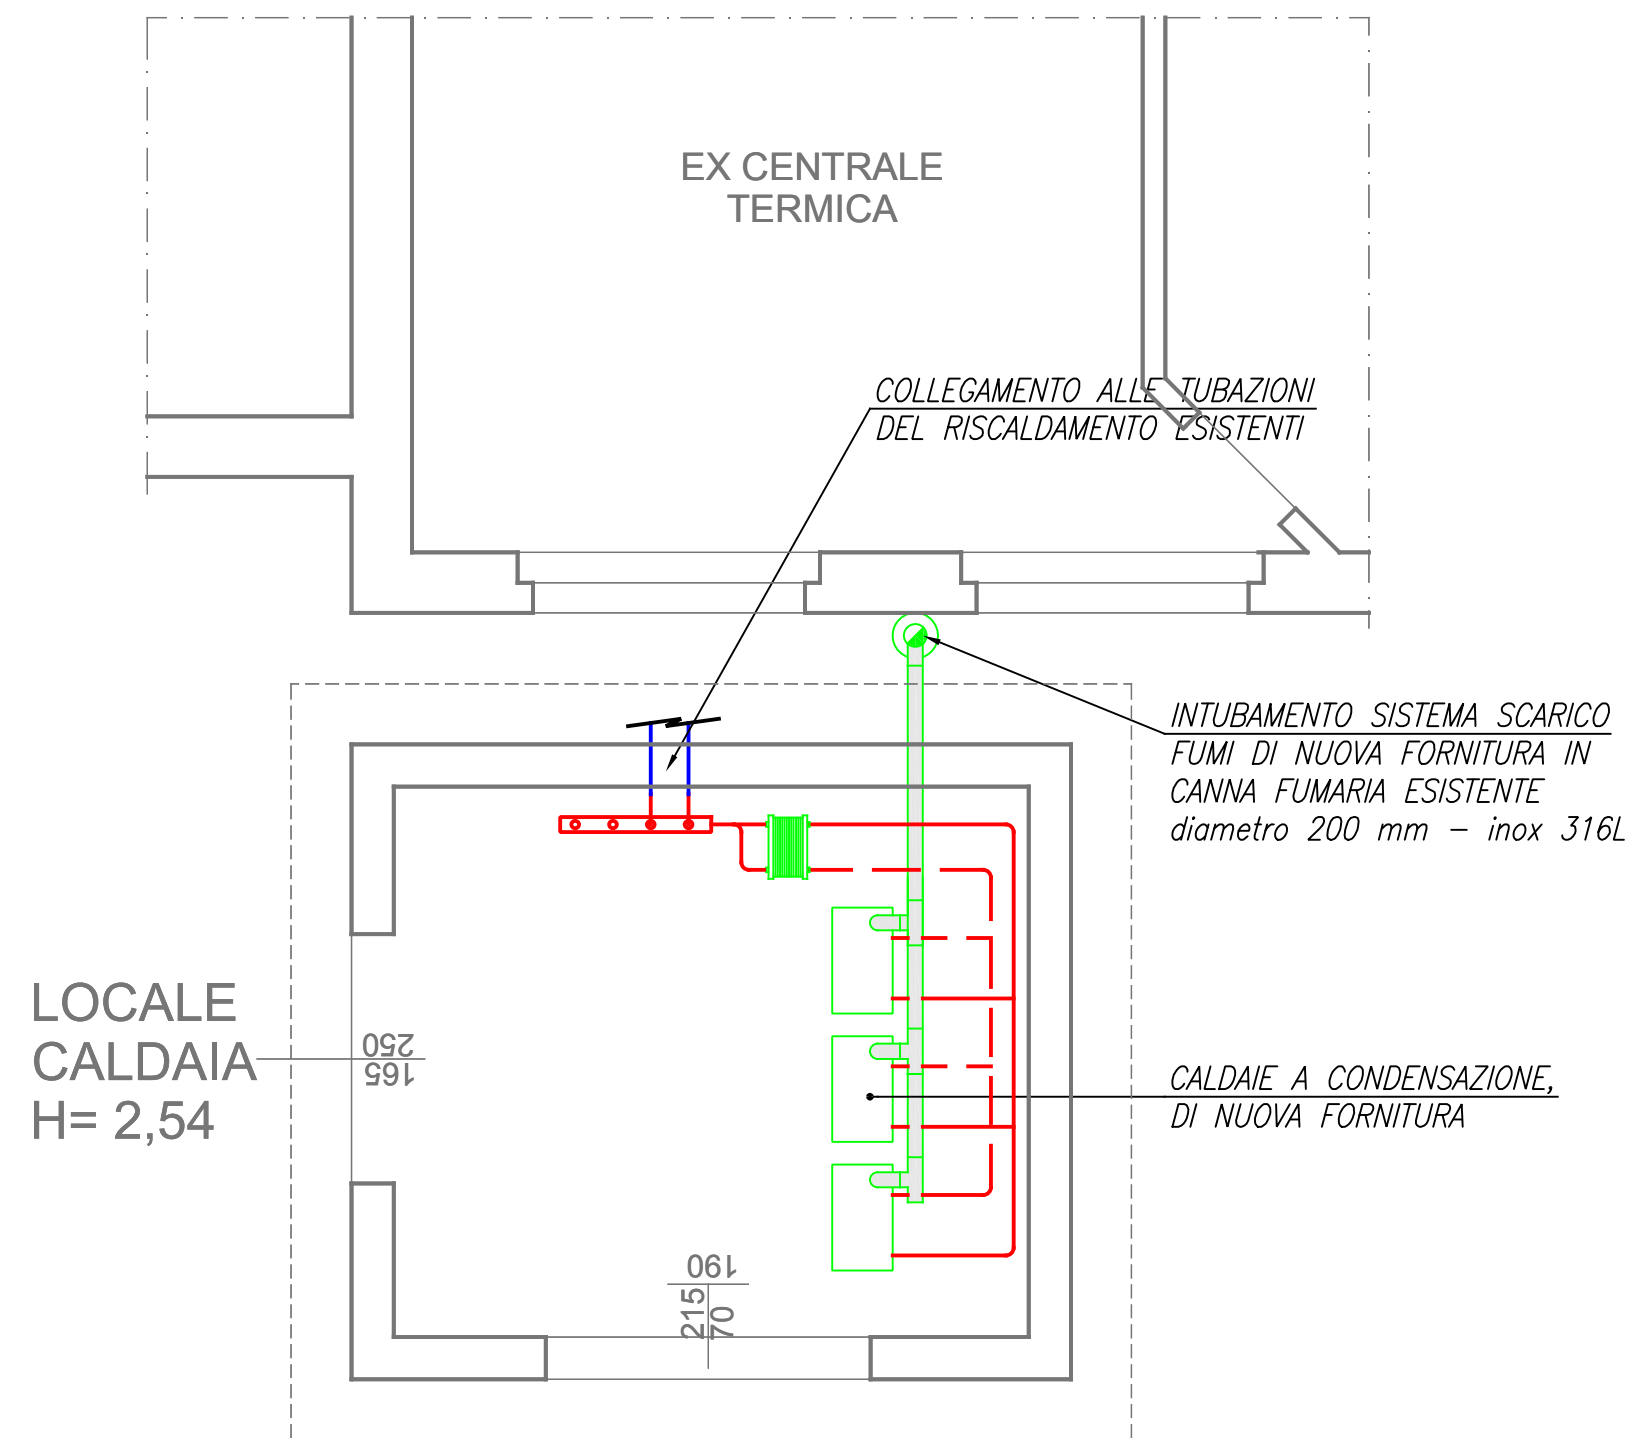 EX CENTRALE
TERMICA
COLLEGAMENTO ALLE TUBAZIONI
DEL RISCALDAMENTO ESISTENTI
INTUBAMENTO SISTEMA SCARICO
FUMI DI NUOVA FORNITURA IN
CANNA FUMARIA ESISTENTE
diametro 200 mm – inox 316L
LOCALE
CALDAIA
H= 2,54
250
165
CALDAIE A CONDENSAZIONE,
DI NUOVA FORNITURA
190
215
70